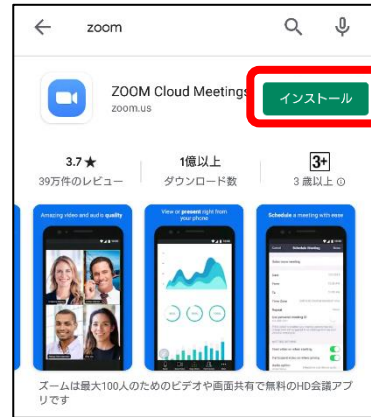 zoom
ZOOM Cloud Meetings
zoom.us
インストール
3.7★
39万件のレビュー
1億以上
ダウンロード数
3+
3 歳以上
Amazing video and audio quality
View or present right from
your phone
Schedule a meeting with ease
Schedule Meeting
ズームは最大100人のためのビデオや画面共有で無料のHD会議アプ
リです